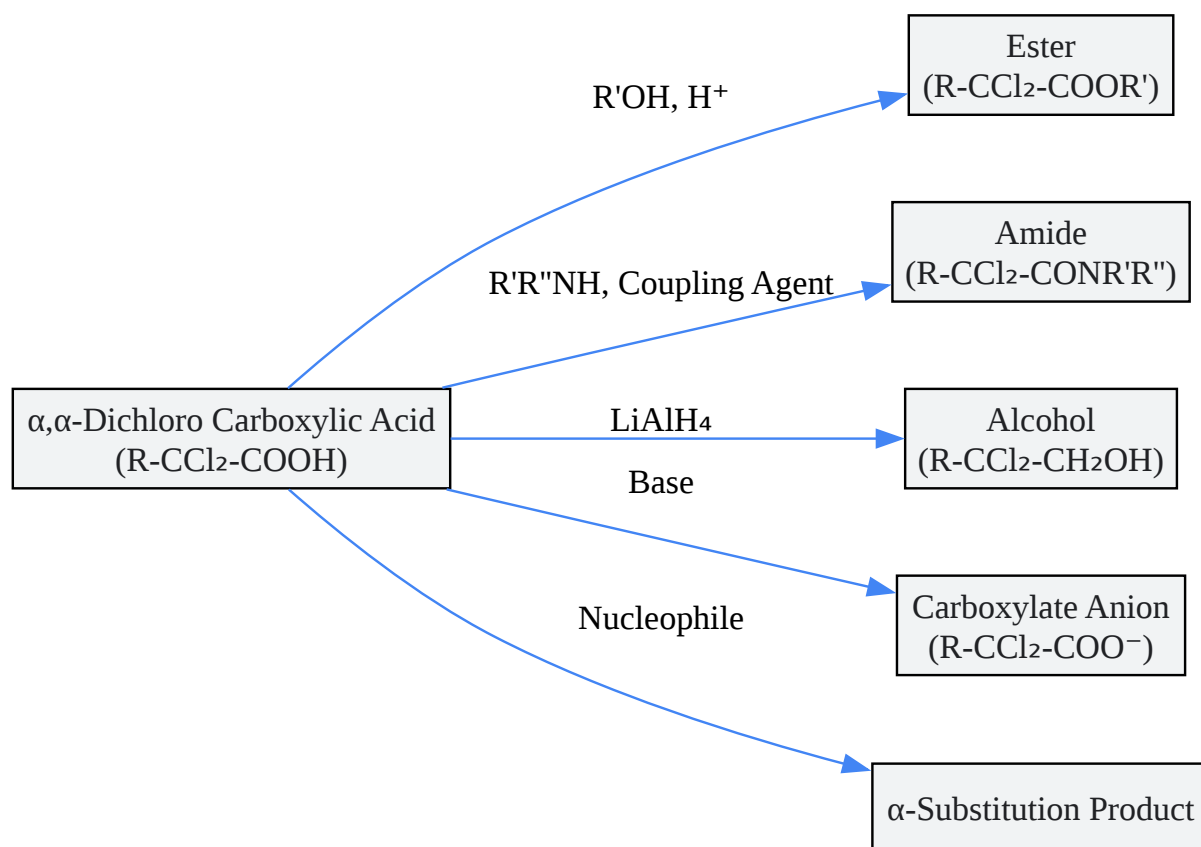 Ester
(R-CCl₂-COOR')
R'OH, H⁺
Amide
(R-CCl₂-CONR'R")
R'R"NH, Coupling Agent
α,α-Dichloro Carboxylic Acid
(R-CCl₂-COOH)
LiAlH₄
Alcohol
(R-CCl₂-CH₂OH)
Base
Carboxylate Anion
(R-CCl₂-COO⁻)
Nucleophile
α-Substitution Product